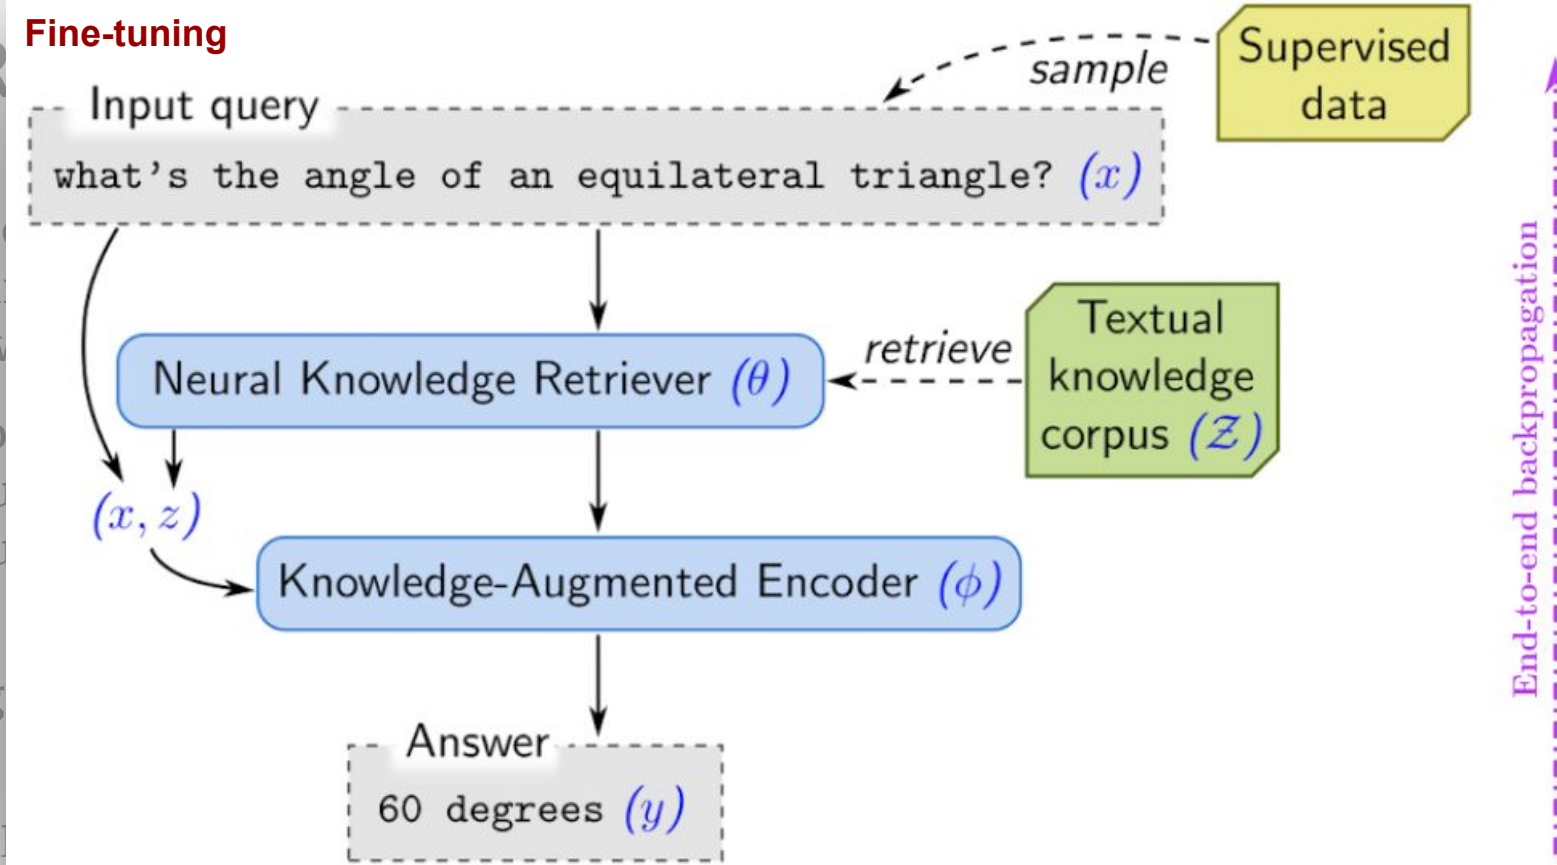 Fine-tuning
Supervised
data
sample
Input query
what's the angle of an equilateral triangle? (x)
Neural Knowledge Retriever (θ)
retrieve
Textual
knowledge
corpus (𝒵)
(x, z)
Knowledge-Augmented Encoder (ϕ)
Answer
60 degrees (y)
End-to-end backpropagation